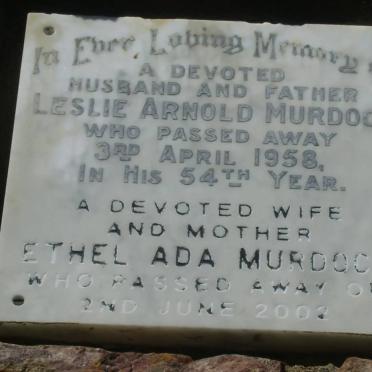 In Ever Loving Memory
A DEVOTED
HUSBAND AND FATHER
LESLIE ARNOLD MURDOC
WHO PASSED AWAY
3RD APRIL 1958.
IN HIS 54TH YEAR.
A DEVOTED WIFE
AND MOTHER
ETHEL ADA MURDOC
WHO PASSED AWAY O
2ND JUNE 2002